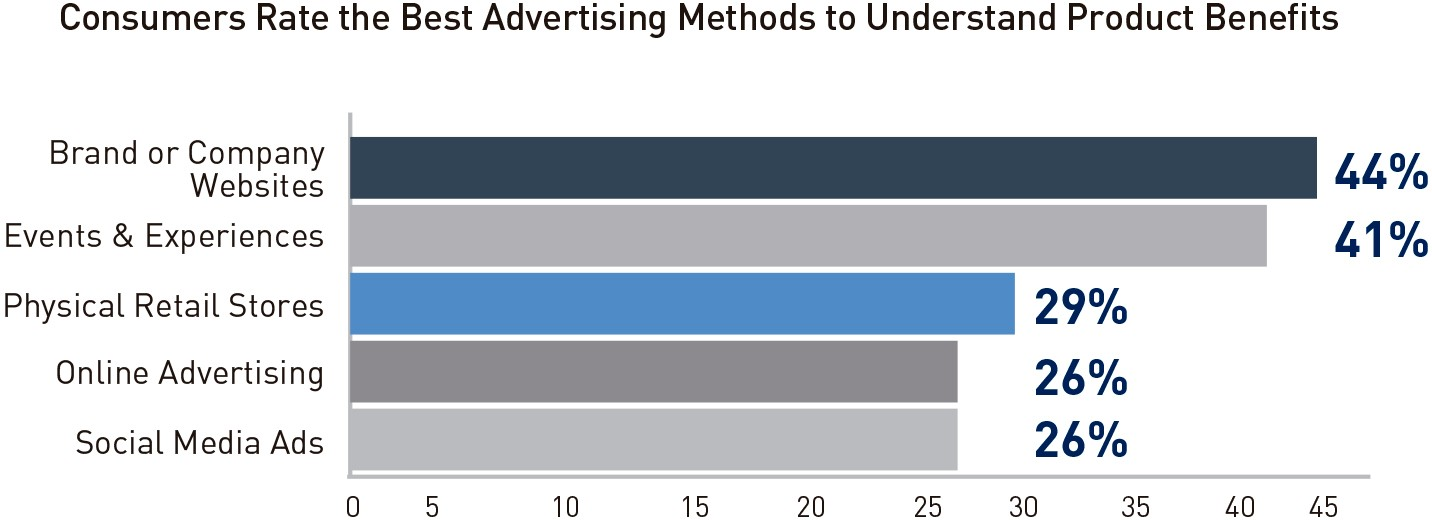 Consumers Rate the Best Advertising Methods to Understand Product Benefits
Brand or Company
Websites
44%
Events & Experiences
41%
Physical Retail Stores
29%
Online Advertising
26%
Social Media Ads
26%
0 5 10 15 20 25 30 35 40 45